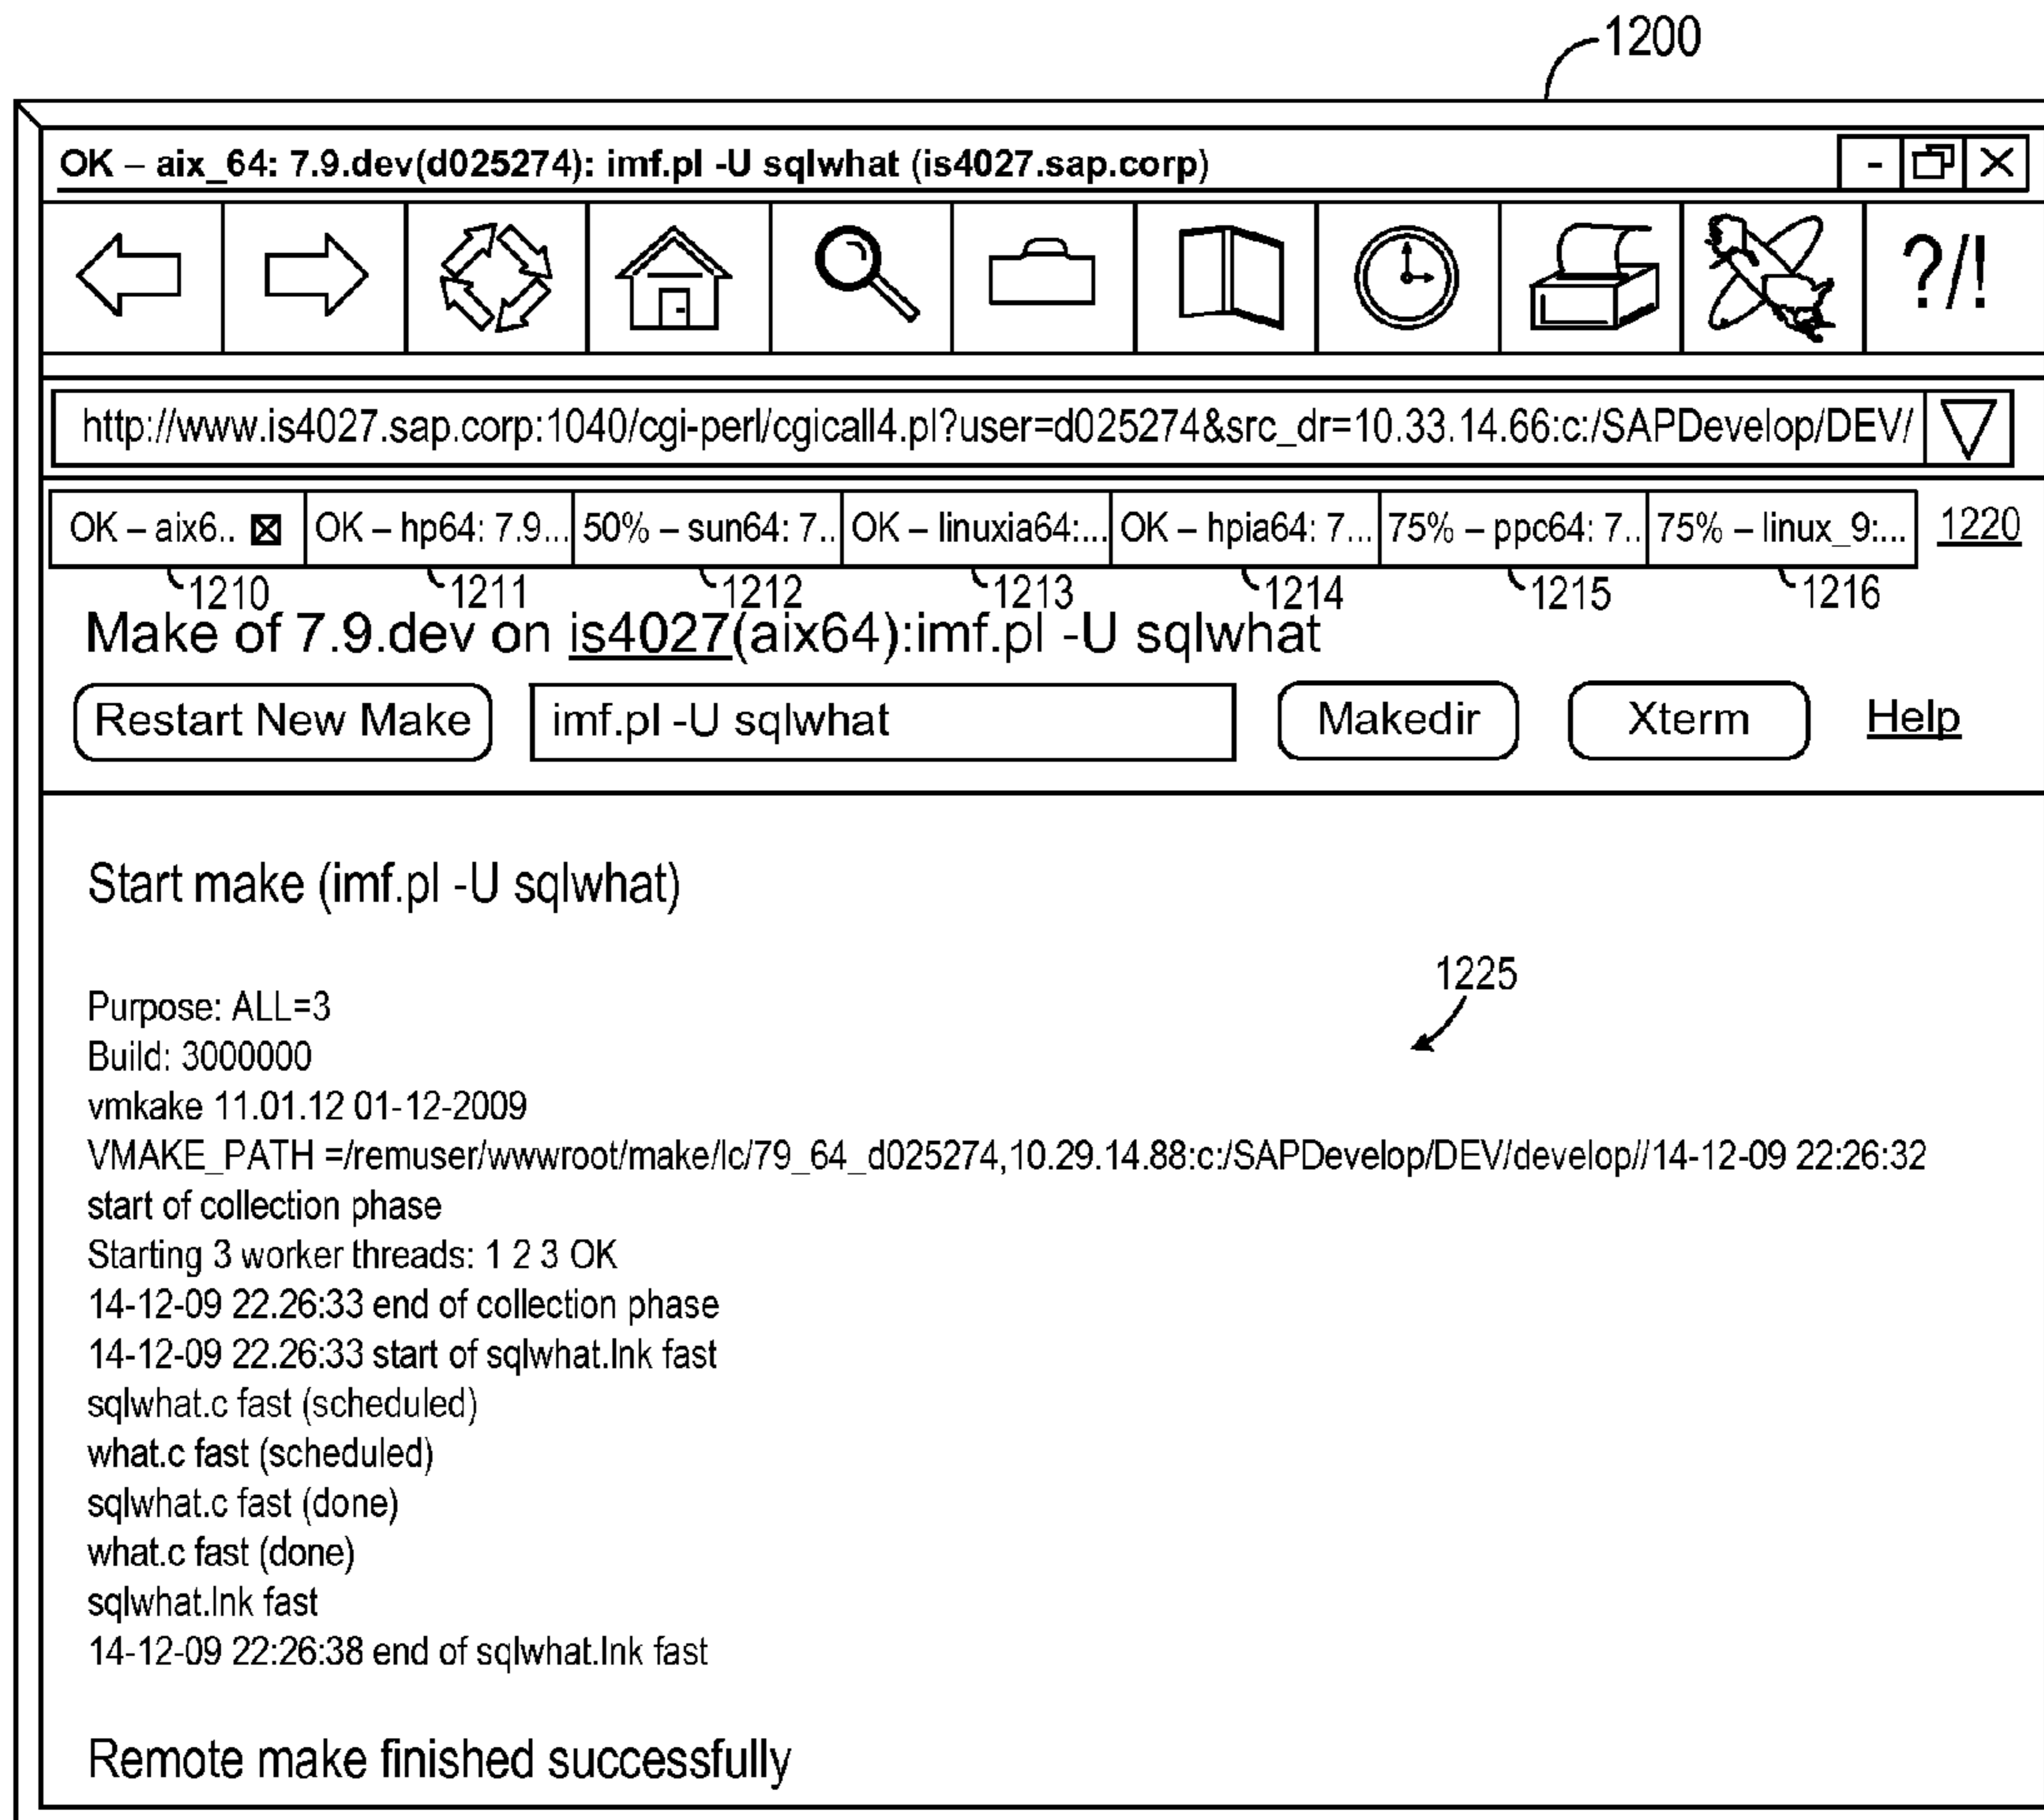 1200
OK – aix_64: 7.9.dev(d025274): imf.pl -U sqlwhat (is4027.sap.corp)
?/!
http://www.is4027.sap.corp:1040/cgi-perl/cgicall4.pl?user=d025274&src_dr=10.33.14.66:c:/SAPDevelop/DEV/
OK – aix6.. OK – hp64: 7.9... 50% – sun64: 7.. OK – linuxia64:... OK – hpia64: 7... 75% – ppc64: 7.. 75% – linux_9:... 1220
1210 1211 1212 1213 1214 1215 1216
Make of 7.9.dev on is4027(aix64):imf.pl -U sqlwhat
Restart New Make imf.pl -U sqlwhat Makedir Xterm Help
Start make (imf.pl -U sqlwhat)
1225
Purpose: ALL=3
Build: 3000000
vmkake 11.01.12 01-12-2009
VMAKE_PATH =/remuser/wwwroot/make/lc/79_64_d025274,10.29.14.88:c:/SAPDevelop/DEV/develop//14-12-09 22:26:32
start of collection phase
Starting 3 worker threads: 1 2 3 OK
14-12-09 22.26:33 end of collection phase
14-12-09 22.26:33 start of sqlwhat.lnk fast
sqlwhat.c fast (scheduled)
what.c fast (scheduled)
sqlwhat.c fast (done)
what.c fast (done)
sqlwhat.lnk fast
14-12-09 22:26:38 end of sqlwhat.lnk fast
Remote make finished successfully